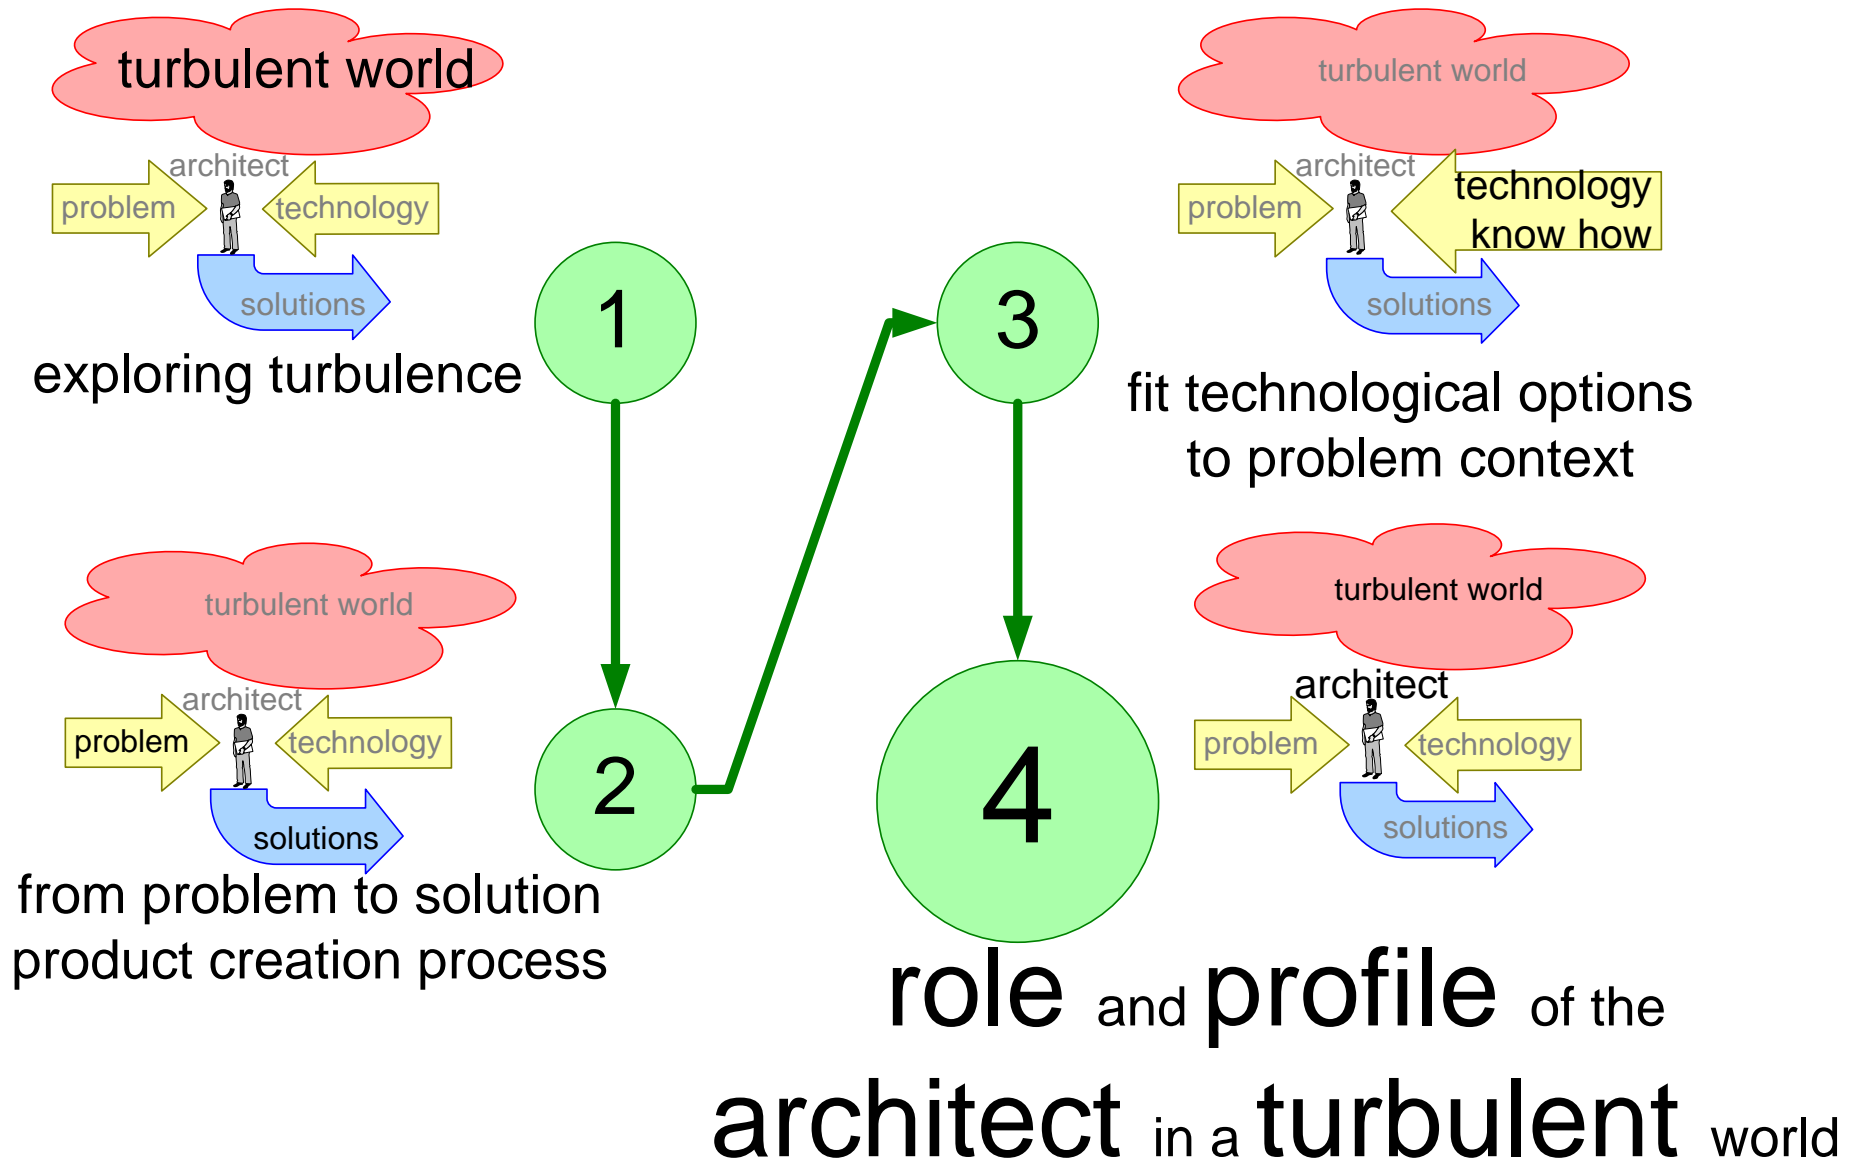 turbulent world
architect
problem
technology
solutions
exploring turbulence
1
turbulent world
architect
problem
technology
solutions
from problem to solution
product creation process
2
3
turbulent world
architect
problem
technology
know how
solutions
fit technological options
to problem context
4
turbulent world
architect
problem
technology
solutions
role and profile of the
architect in a turbulent world